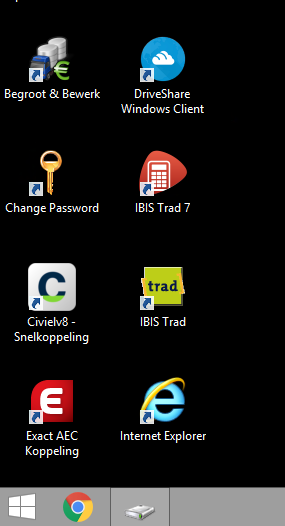 Begroot & Bewerk
DriveShare
Windows Client
Change Password
IBIS Trad 7
Civielv8 -
Snelkoppeling
trad
IBIS Trad
Exact AEC
Koppeling
Internet Explorer